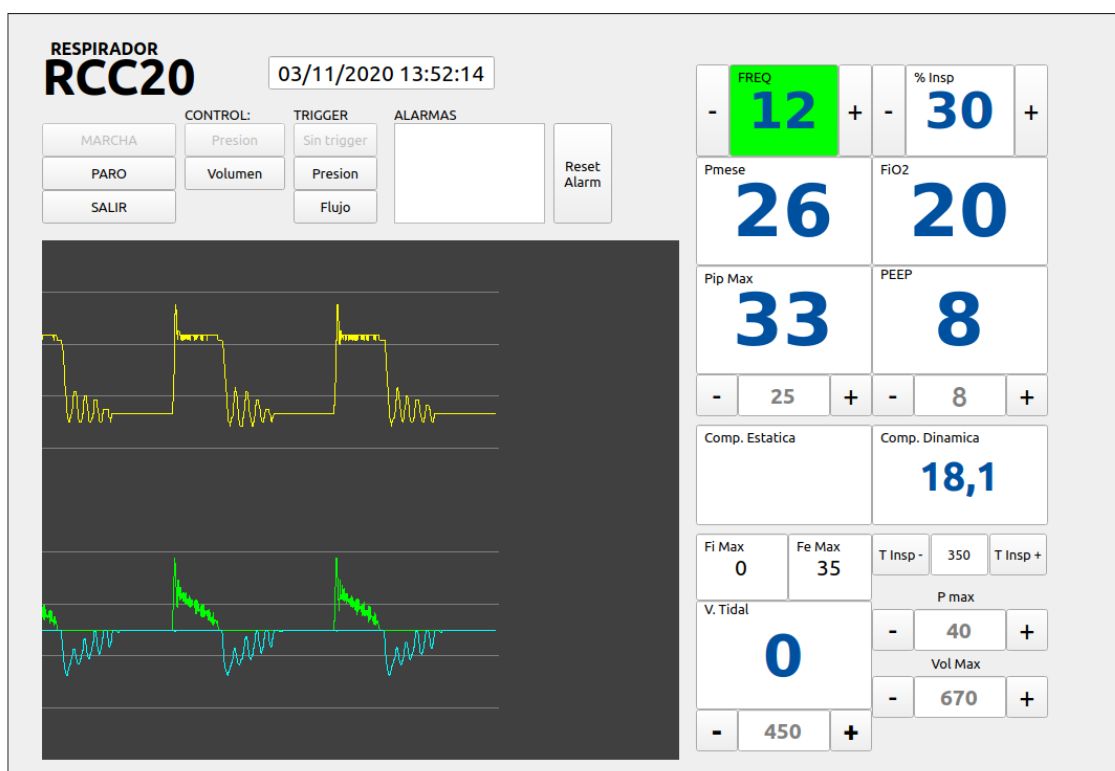 RESPIRADOR
RCC20
03/11/2020 13:52:14
CONTROL: TRIGGER ALARMAS
MARCHA Presion Sin trigger
PARO Volumen Presion
SALIR Flujo
Reset
Alarm
FREQ
- 12 +
% Insp
- 30 +
Pmese
26
FiO2
20
Pip Max
33
PEEP
8
- 25 +
- 8 +
Comp. Estatica
Comp. Dinamica
18,1
Fi Max
0
Fe Max
35
T Insp - 350 T Insp +
V. Tidal
0
P max
- 40 +
Vol Max
- 670 +
- 450 +